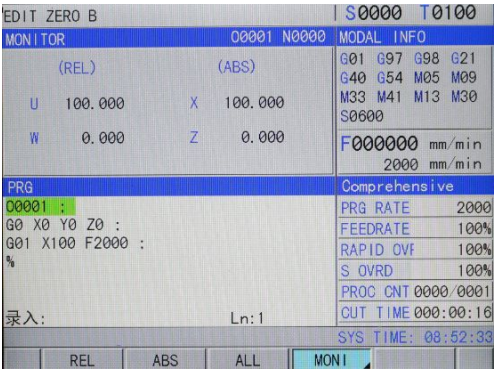 EDIT ZERO B
S0000 T0100
MONITOR O0001 N0000
(REL) (ABS)
U 100.000 X 100.000
W 0.000 Z 0.000
MODAL INFO
G01 G97 G98 G21
G40 G54 M05 M09
M33 M41 M13 M30
S0600
F000000 mm/min
2000 mm/min
PRG
O0001 ;
G0 X0 Y0 Z0 ;
G01 X100 F2000 ;
%
录入: Ln:1
Comprehensive
PRG RATE 2000
FEEDRATE 100%
RAPID OVF 100%
S OVRD 100%
PROC CNT 0000/0001
CUT TIME 000:00:16
SYS TIME: 08:52:33
REL ABS ALL MONI